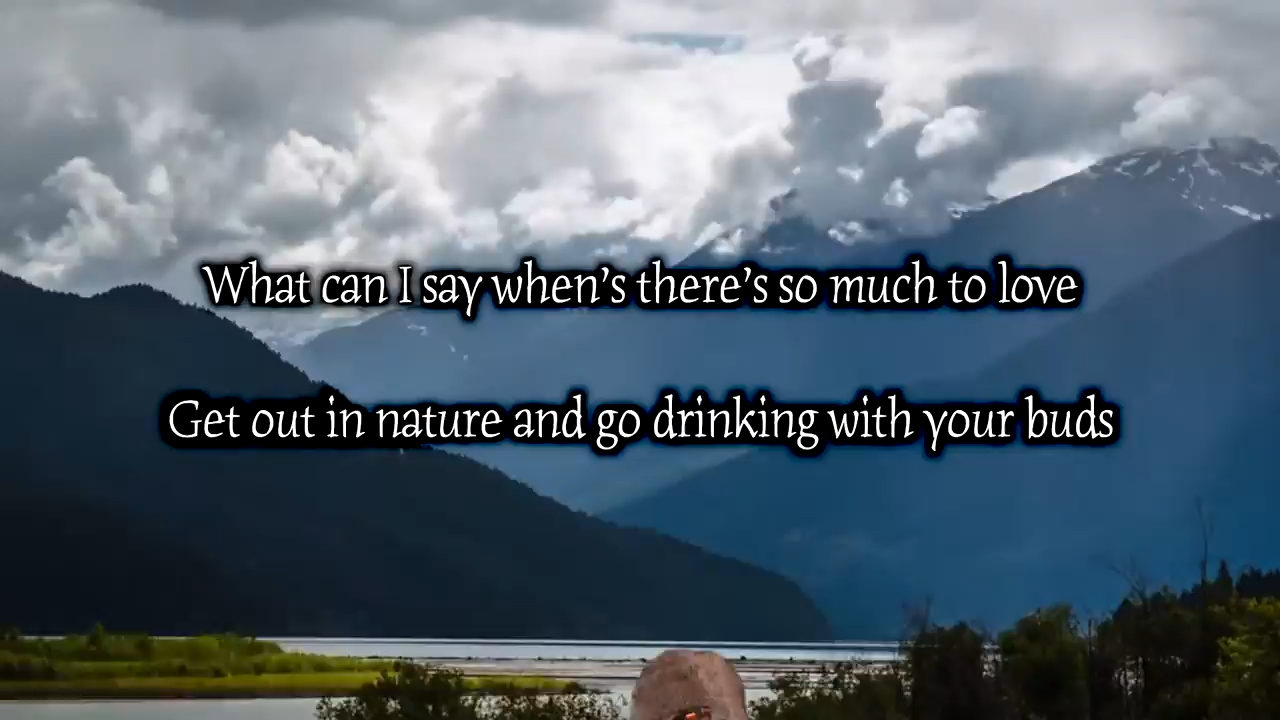 What can I say when's there's so much to love
Get out in nature and go drinking with your buds